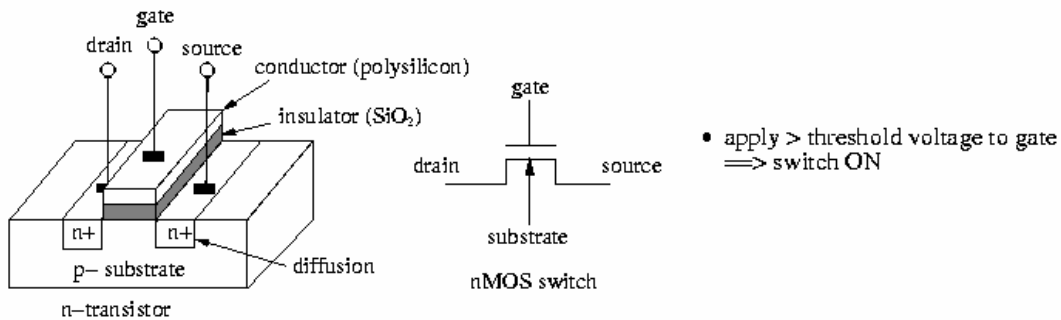 gate
drain
source
conductor (polysilicon)
insulator (SiO₂)
n+
n+
p− substrate
diffusion
n−transistor
gate
drain
source
substrate
nMOS switch
• apply > threshold voltage to gate
==> switch ON